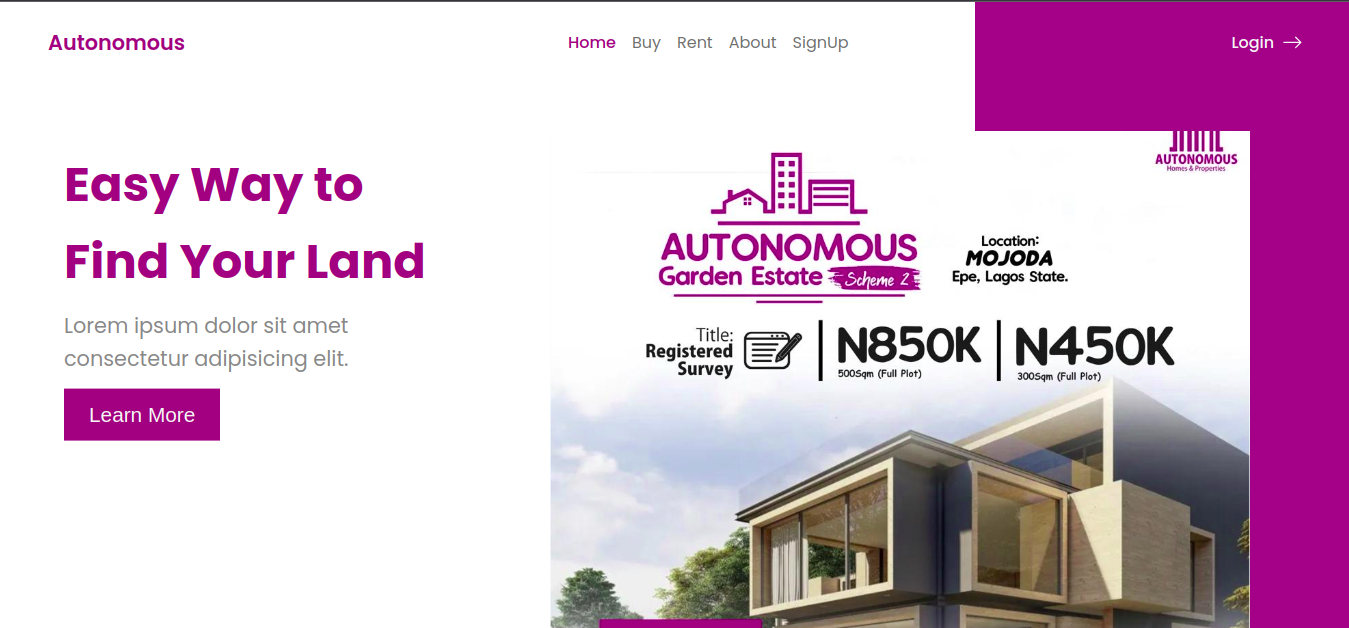 Autonomous
Home Buy Rent About SignUp
Login
Easy Way to
Find Your Land
Lorem ipsum dolor sit amet
consectetur adipisicing elit.
Learn More
AUTONOMOUS
Homes & Properties
AUTONOMOUS
Garden Estate Scheme 2
Location:
MOJODA
Epe, Lagos State.
Title:
Registered
Survey
N850K
500Sqm (Full Plot)
N450K
300Sqm (Full Plot)